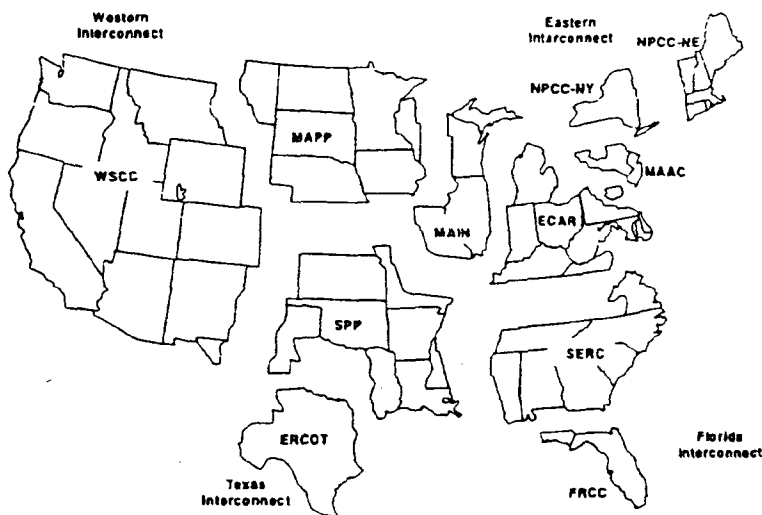 Western
Interconnect
Eastern
Interconnect
NPCC-NE
NPCC-NY
MAPP
WSCC
MAAC
MAIN
ECAR
SPP
SERC
ERCOT
Florida
Interconnect
Texas
Interconnect
FRCC